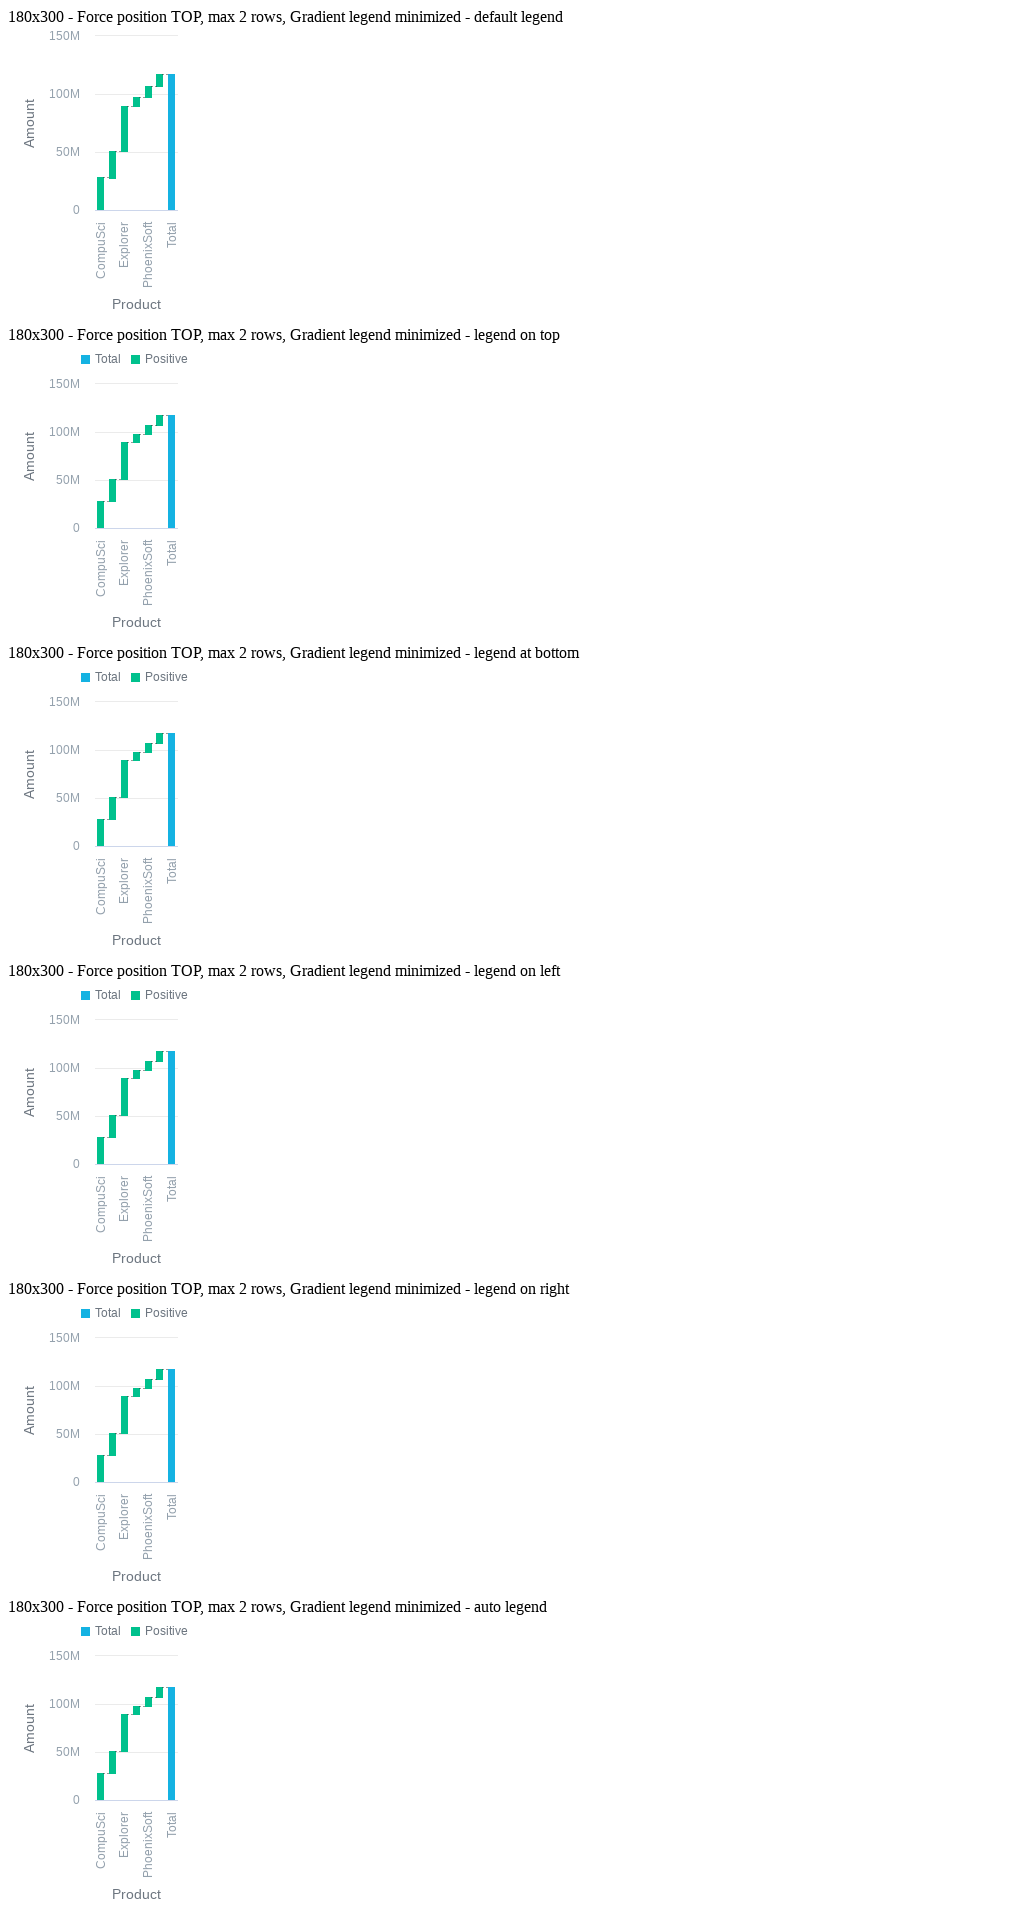 180x300 - Force position TOP, max 2 rows, Gradient legend minimized - default legend
150M
100M
50M
0
Amount
CompuSci
Explorer
PhoenixSoft
Total
Product
180x300 - Force position TOP, max 2 rows, Gradient legend minimized - legend on top
Total Positive
150M
100M
50M
0
Amount
CompuSci
Explorer
PhoenixSoft
Total
Product
180x300 - Force position TOP, max 2 rows, Gradient legend minimized - legend at bottom
Total Positive
150M
100M
50M
0
Amount
CompuSci
Explorer
PhoenixSoft
Total
Product
180x300 - Force position TOP, max 2 rows, Gradient legend minimized - legend on left
Total Positive
150M
100M
50M
0
Amount
CompuSci
Explorer
PhoenixSoft
Total
Product
180x300 - Force position TOP, max 2 rows, Gradient legend minimized - legend on right
Total Positive
150M
100M
50M
0
Amount
CompuSci
Explorer
PhoenixSoft
Total
Product
180x300 - Force position TOP, max 2 rows, Gradient legend minimized - auto legend
Total Positive
150M
100M
50M
0
Amount
CompuSci
Explorer
PhoenixSoft
Total
Product